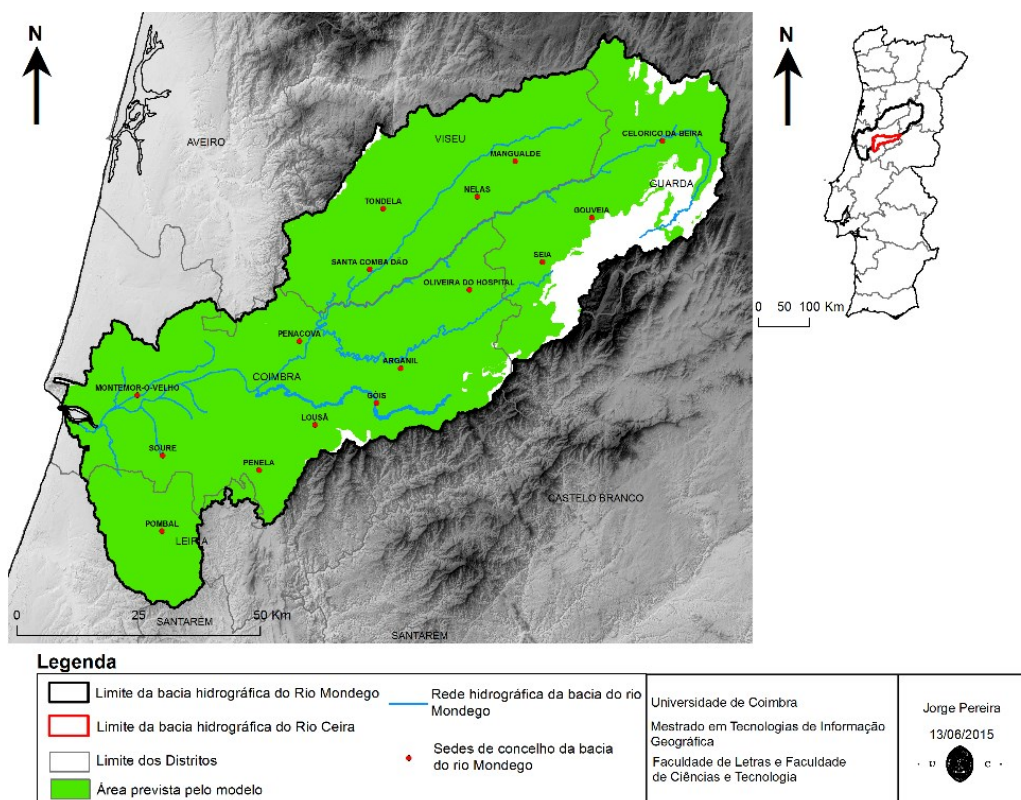 N
N
AVEIRO
VISEU
CELORICO DA BEIRA
MANGUALDE
GUARDA
NELAS
TONDELA
GOUVEIA
SANTA COMBA DÃO
SEIA
OLIVEIRA DO HOSPITAL
0 50 100 Km
PENACOVA
ARGANIL
COIMBRA
MONTEMOR-O-VELHO
GÓIS
LOUSÃ
SOURE
PENELA
CASTELO BRANCO
POMBAL
LEIRIA
0 25 50 Km
SANTARÉM
SANTARÉM
Legenda
Limite da bacia hidrográfica do Rio Mondego
Limite da bacia hidrográfica do Rio Ceira
Limite dos Distritos
Área prevista pelo modelo
Rede hidrográfica da bacia do rio
Mondego
Sedes de concelho da bacia
do rio Mondego
Universidade de Coimbra
Mestrado em Tecnologias de Informação
Geográfica
Faculdade de Letras e Faculdade
de Ciências e Tecnologia
Jorge Pereira
13/06/2015
· U C ·